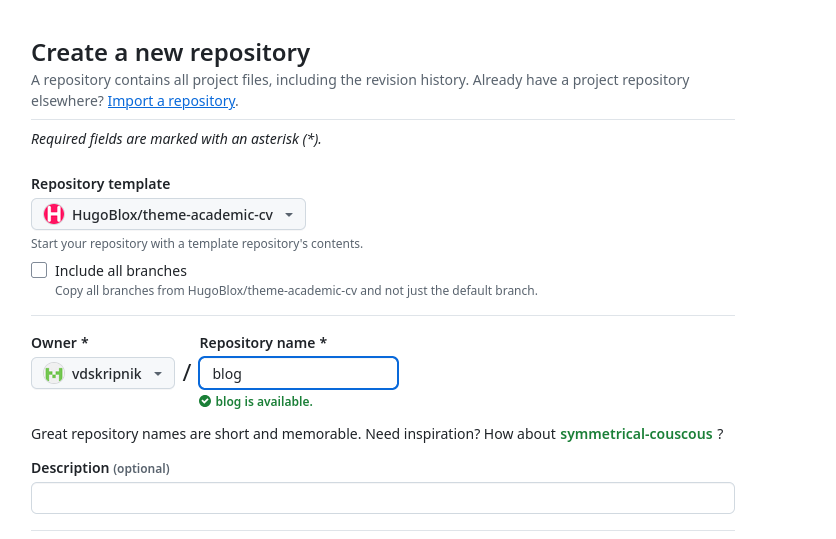 Create a new repository
A repository contains all project files, including the revision history. Already have a project repository
elsewhere? Import a repository.
Required fields are marked with an asterisk (*).
Repository template
HugoBlox/theme-academic-cv
Start your repository with a template repository's contents.
Include all branches
Copy all branches from HugoBlox/theme-academic-cv and not just the default branch.
Owner * Repository name *
vdskripnik / blog
blog is available.
Great repository names are short and memorable. Need inspiration? How about symmetrical-couscous ?
Description (optional)